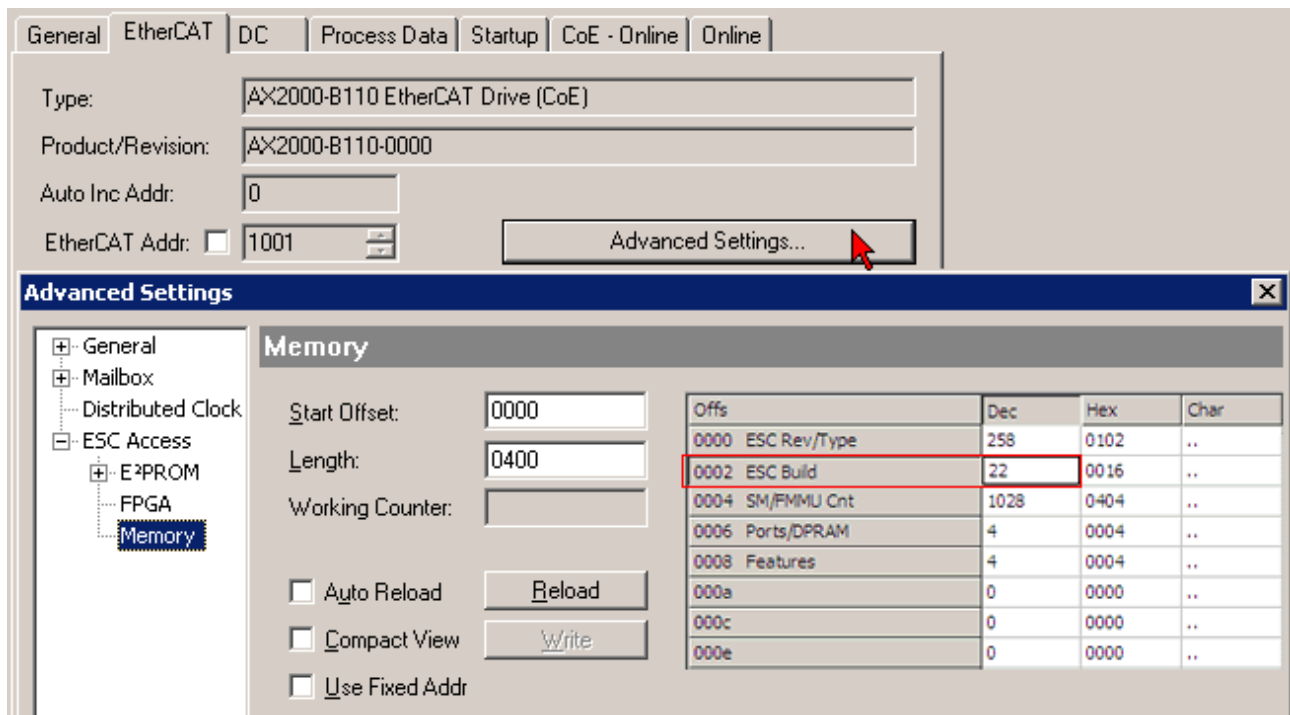 General EtherCAT DC Process Data Startup CoE - Online Online
Type: AX2000-B110 EtherCAT Drive (CoE)
Product/Revision: AX2000-B110-0000
Auto Inc Addr: 0
EtherCAT Addr: 1001 Advanced Settings...
Advanced Settings
General
Mailbox
Distributed Clock
ESC Access
E²PROM
FPGA
Memory
Memory
Start Offset: 0000
Length: 0400
Working Counter:
Auto Reload Reload
Compact View Write
Use Fixed Addr
Offs Dec Hex Char
0000 ESC Rev/Type 258 0102 ..
0002 ESC Build 22 0016 ..
0004 SM/FMMU Cnt 1028 0404 ..
0006 Ports/DPRAM 4 0004 ..
0008 Features 4 0004 ..
000a 0 0000 ..
000c 0 0000 ..
000e 0 0000 ..